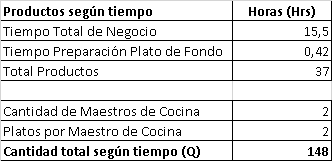 Productos según tiempo Horas (Hrs)
Tiempo Total de Negocio 15,5
Tiempo Preparación Plato de Fondo 0,42
Total Productos 37
Cantidad de Maestros de Cocina 2
Platos por Maestro de Cocina 2
Cantidad total según tiempo (Q) 148